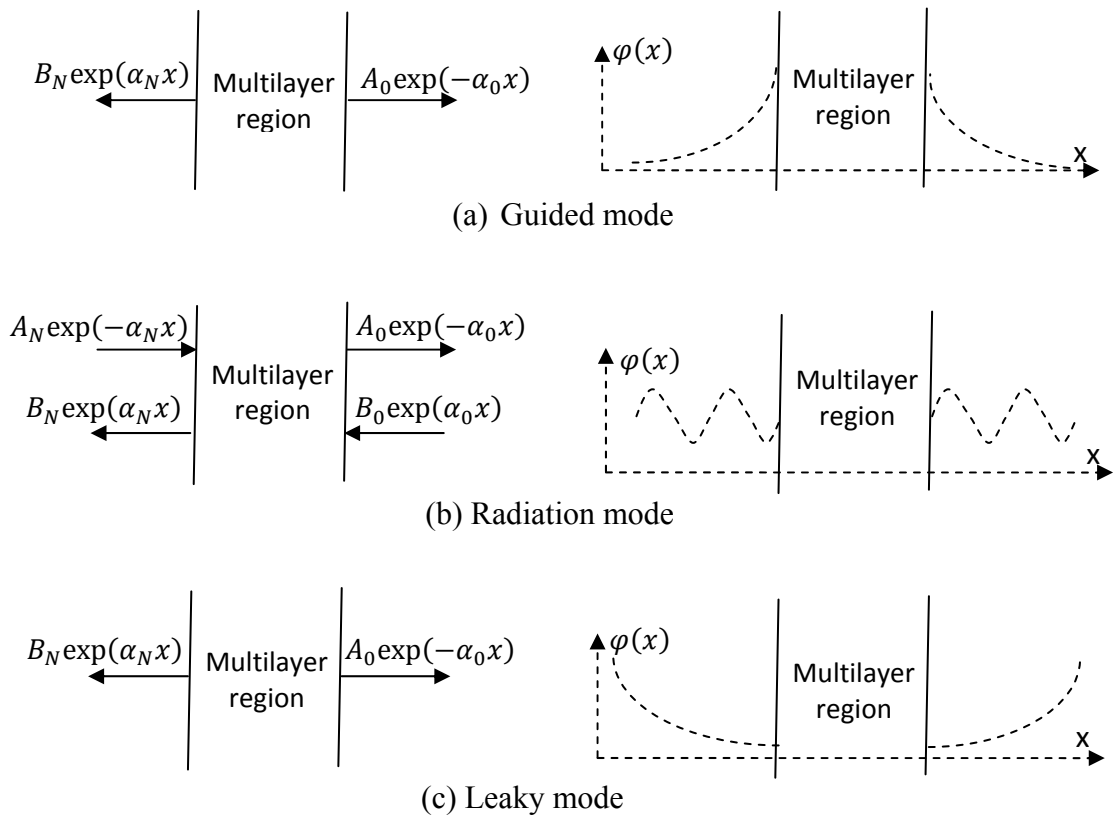 B_N exp(α_N x)
Multilayer
region
A_0 exp(−α_0 x)
φ(x)
Multilayer
region
x
(a) Guided mode
A_N exp(−α_N x)
B_N exp(α_N x)
Multilayer
region
A_0 exp(−α_0 x)
B_0 exp(α_0 x)
φ(x)
Multilayer
region
x
(b) Radiation mode
B_N exp(α_N x)
Multilayer
region
A_0 exp(−α_0 x)
φ(x)
Multilayer
region
x
(c) Leaky mode